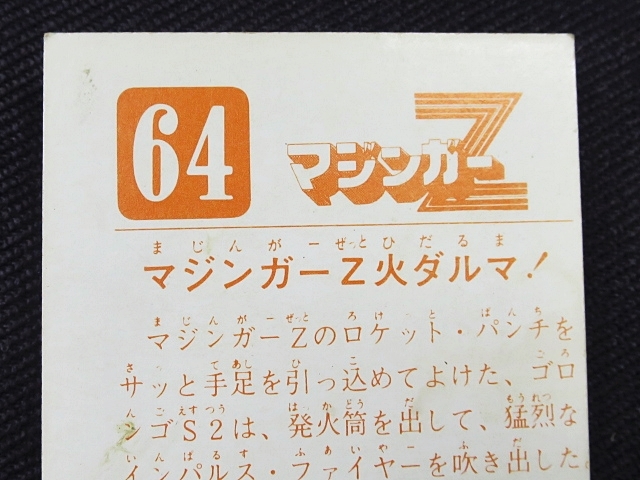 64
マジンガーZ
まじんがーぜっとひだるま
マジンガーZ火ダルマ!
まじんがーぜっと ろけ と ぱんち
マジンガーZのロケット・パンチを
さ て あし ひ こ ごろ
サッと手足を引っ込めてよけた、ゴロ
んご えすつう はっかとう だ もうれつ
ンゴS2は、発火筒を出して、猛烈な
いんぱるす ふぁいやー ふ だ
インパルス・ファイヤーを吹き出した